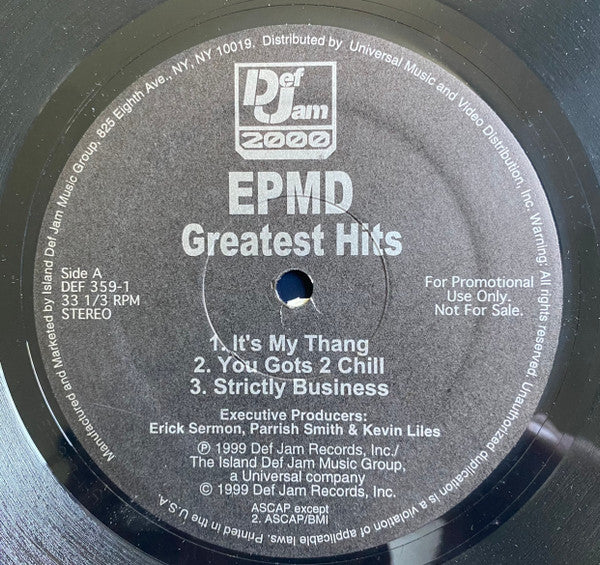 Manufactured and Marketed by Island Def Jam Music Group, 825 Eighth Ave., NY, NY 10019. Distributed by Universal Music and Video Distribution, Inc. Warning: All rights reserved. Unauthorized duplication is a violation of applicable laws. Printed in the U.S.A.
Def
Jam
2000
EPMD
Greatest Hits
Side A
DEF 359-1
33 1/3 RPM
STEREO
For Promotional
Use Only.
Not For Sale.
1. It's My Thang
2. You Gots 2 Chill
3. Strictly Business
Executive Producers:
Erick Sermon, Parrish Smith & Kevin Liles
℗ 1999 Def Jam Records, Inc./
The Island Def Jam Music Group,
a Universal company
© 1999 Def Jam Records, Inc.
ASCAP except
2. ASCAP/BMI